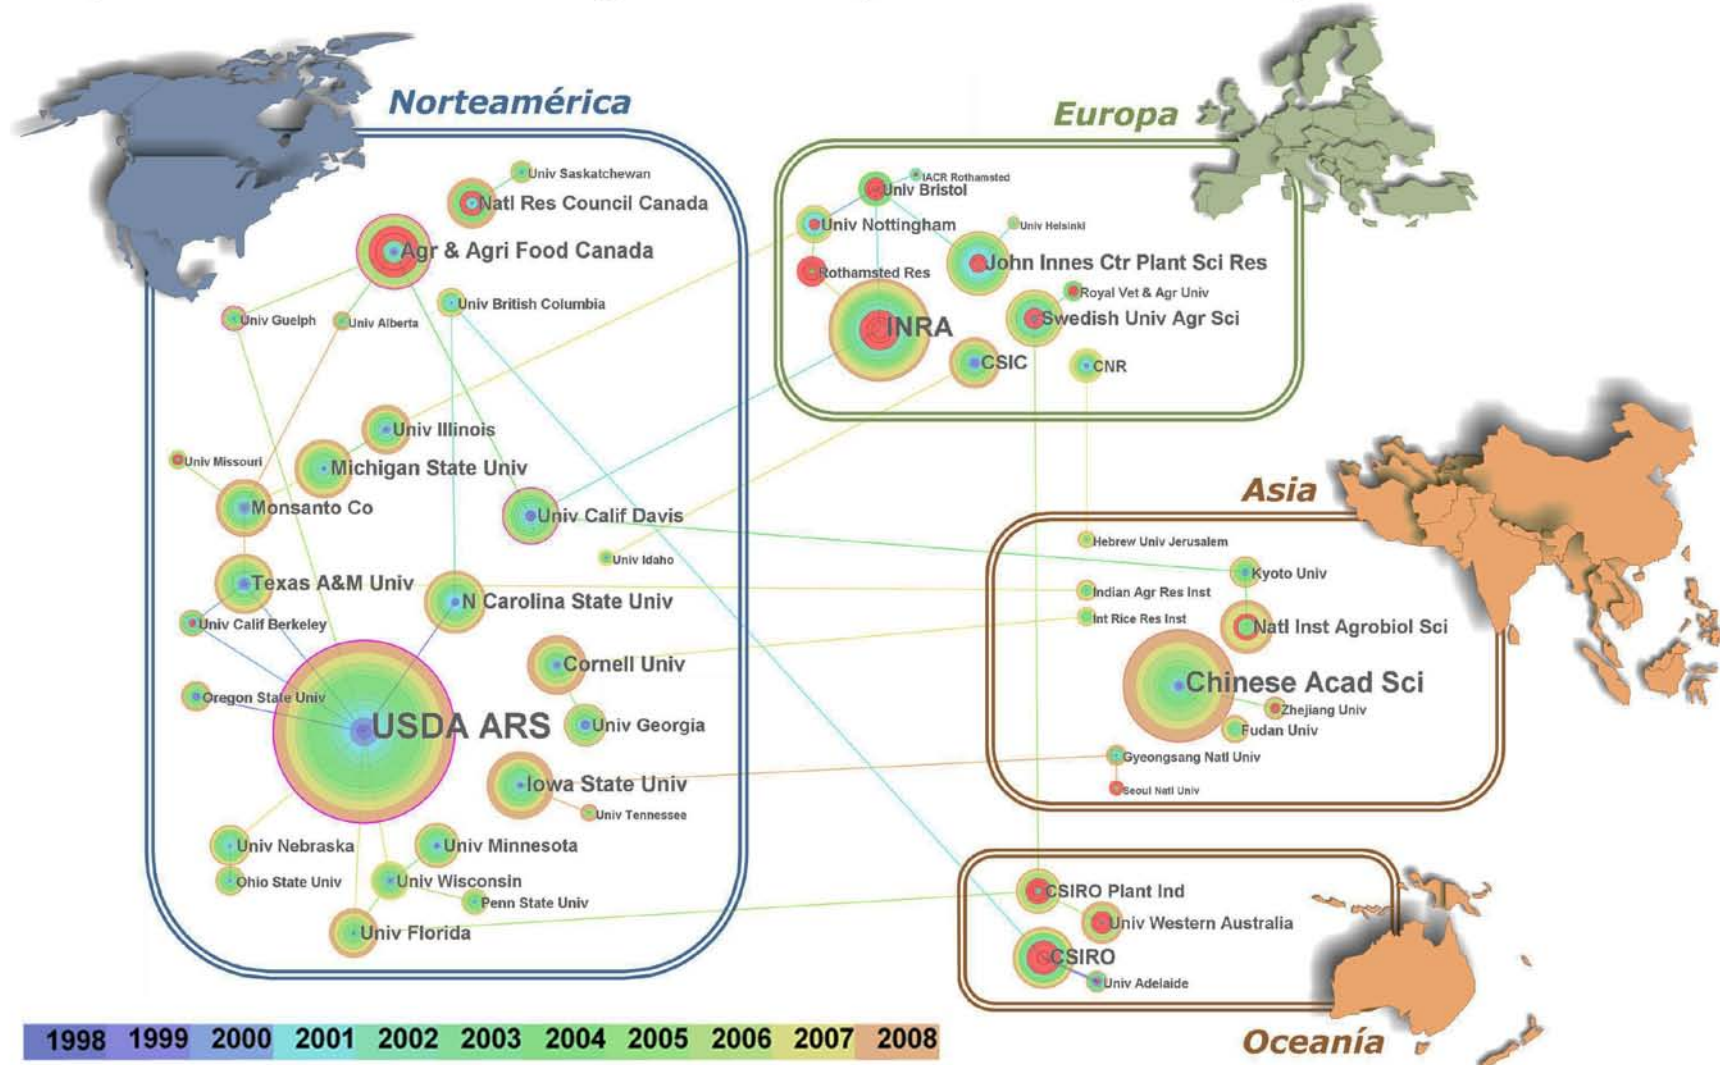 Norteamérica
Univ Saskatchewan
Natl Res Council Canada
Agr & Agri Food Canada
Univ British Columbia
Univ Guelph
Univ Alberta
Univ Illinois
Univ Missouri
Michigan State Univ
Monsanto Co
Univ Calif Davis
Univ Idaho
Texas A&M Univ
N Carolina State Univ
Univ Calif Berkeley
Cornell Univ
Oregon State Univ
USDA ARS
Univ Georgia
Iowa State Univ
Univ Tennessee
Univ Nebraska
Univ Minnesota
Ohio State Univ
Univ Wisconsin
Penn State Univ
Univ Florida
Europa
IACR Rothamsted
Univ Bristol
Univ Nottingham
Univ Helsinki
John Innes Ctr Plant Sci Res
Rothamsted Res
Royal Vet & Agr Univ
Swedish Univ Agr Sci
INRA
CSIC
CNR
Asia
Hebrew Univ Jerusalem
Kyoto Univ
Indian Agr Res Inst
Int Rice Res Inst
Natl Inst Agrobiol Sci
Chinese Acad Sci
Zhejiang Univ
Fudan Univ
Gyeongsang Natl Univ
Seoul Natl Univ
CSIRO Plant Ind
Univ Western Australia
CSIRO
Univ Adelaide
Oceanía
1998 1999 2000 2001 2002 2003 2004 2005 2006 2007 2008